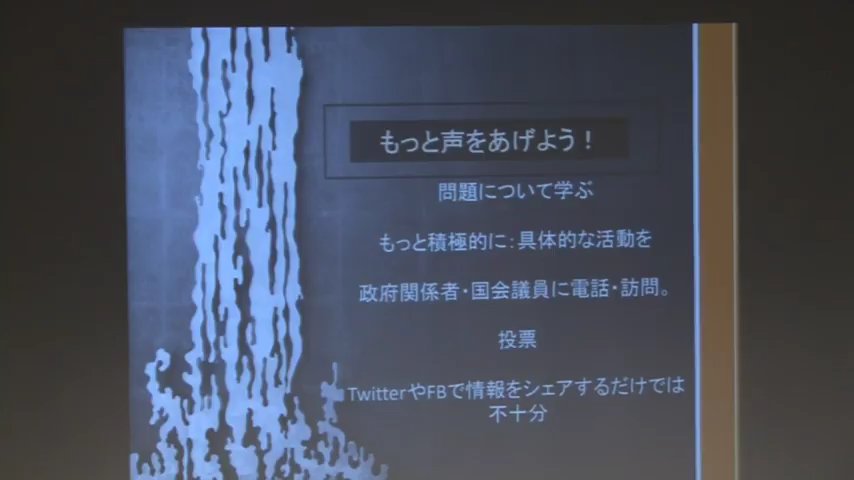 もっと声をあげよう！
問題について学ぶ
もっと積極的に：具体的な活動を
政府関係者・国会議員に電話・訪問。
投票
TwitterやFBで情報をシェアするだけでは
不十分